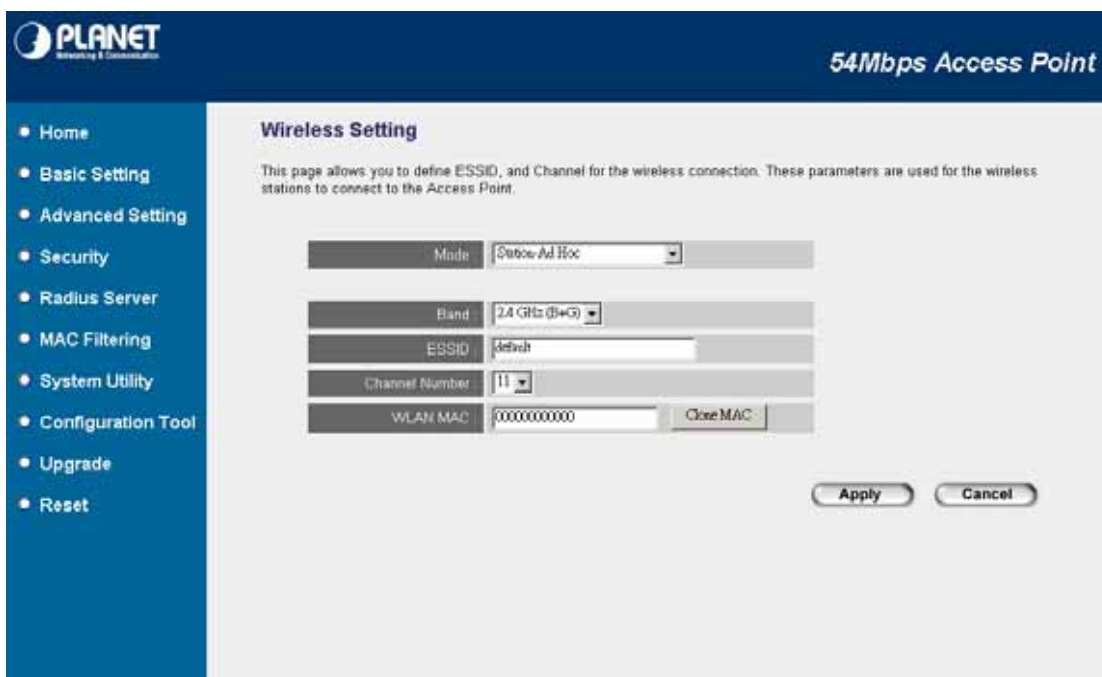 PLANET
Networking & Communication
54Mbps Access Point
Home
Basic Setting
Advanced Setting
Security
Radius Server
MAC Filtering
System Utility
Configuration Tool
Upgrade
Reset
Wireless Setting
This page allows you to define ESSID, and Channel for the wireless connection. These parameters are used for the wireless
stations to connect to the Access Point.
Mode : Station-Ad Hoc
Band : 2.4 GHz (B+G)
ESSID : default
Channel Number : 11
WLAN MAC : 000000000000 Clone MAC
Apply Cancel